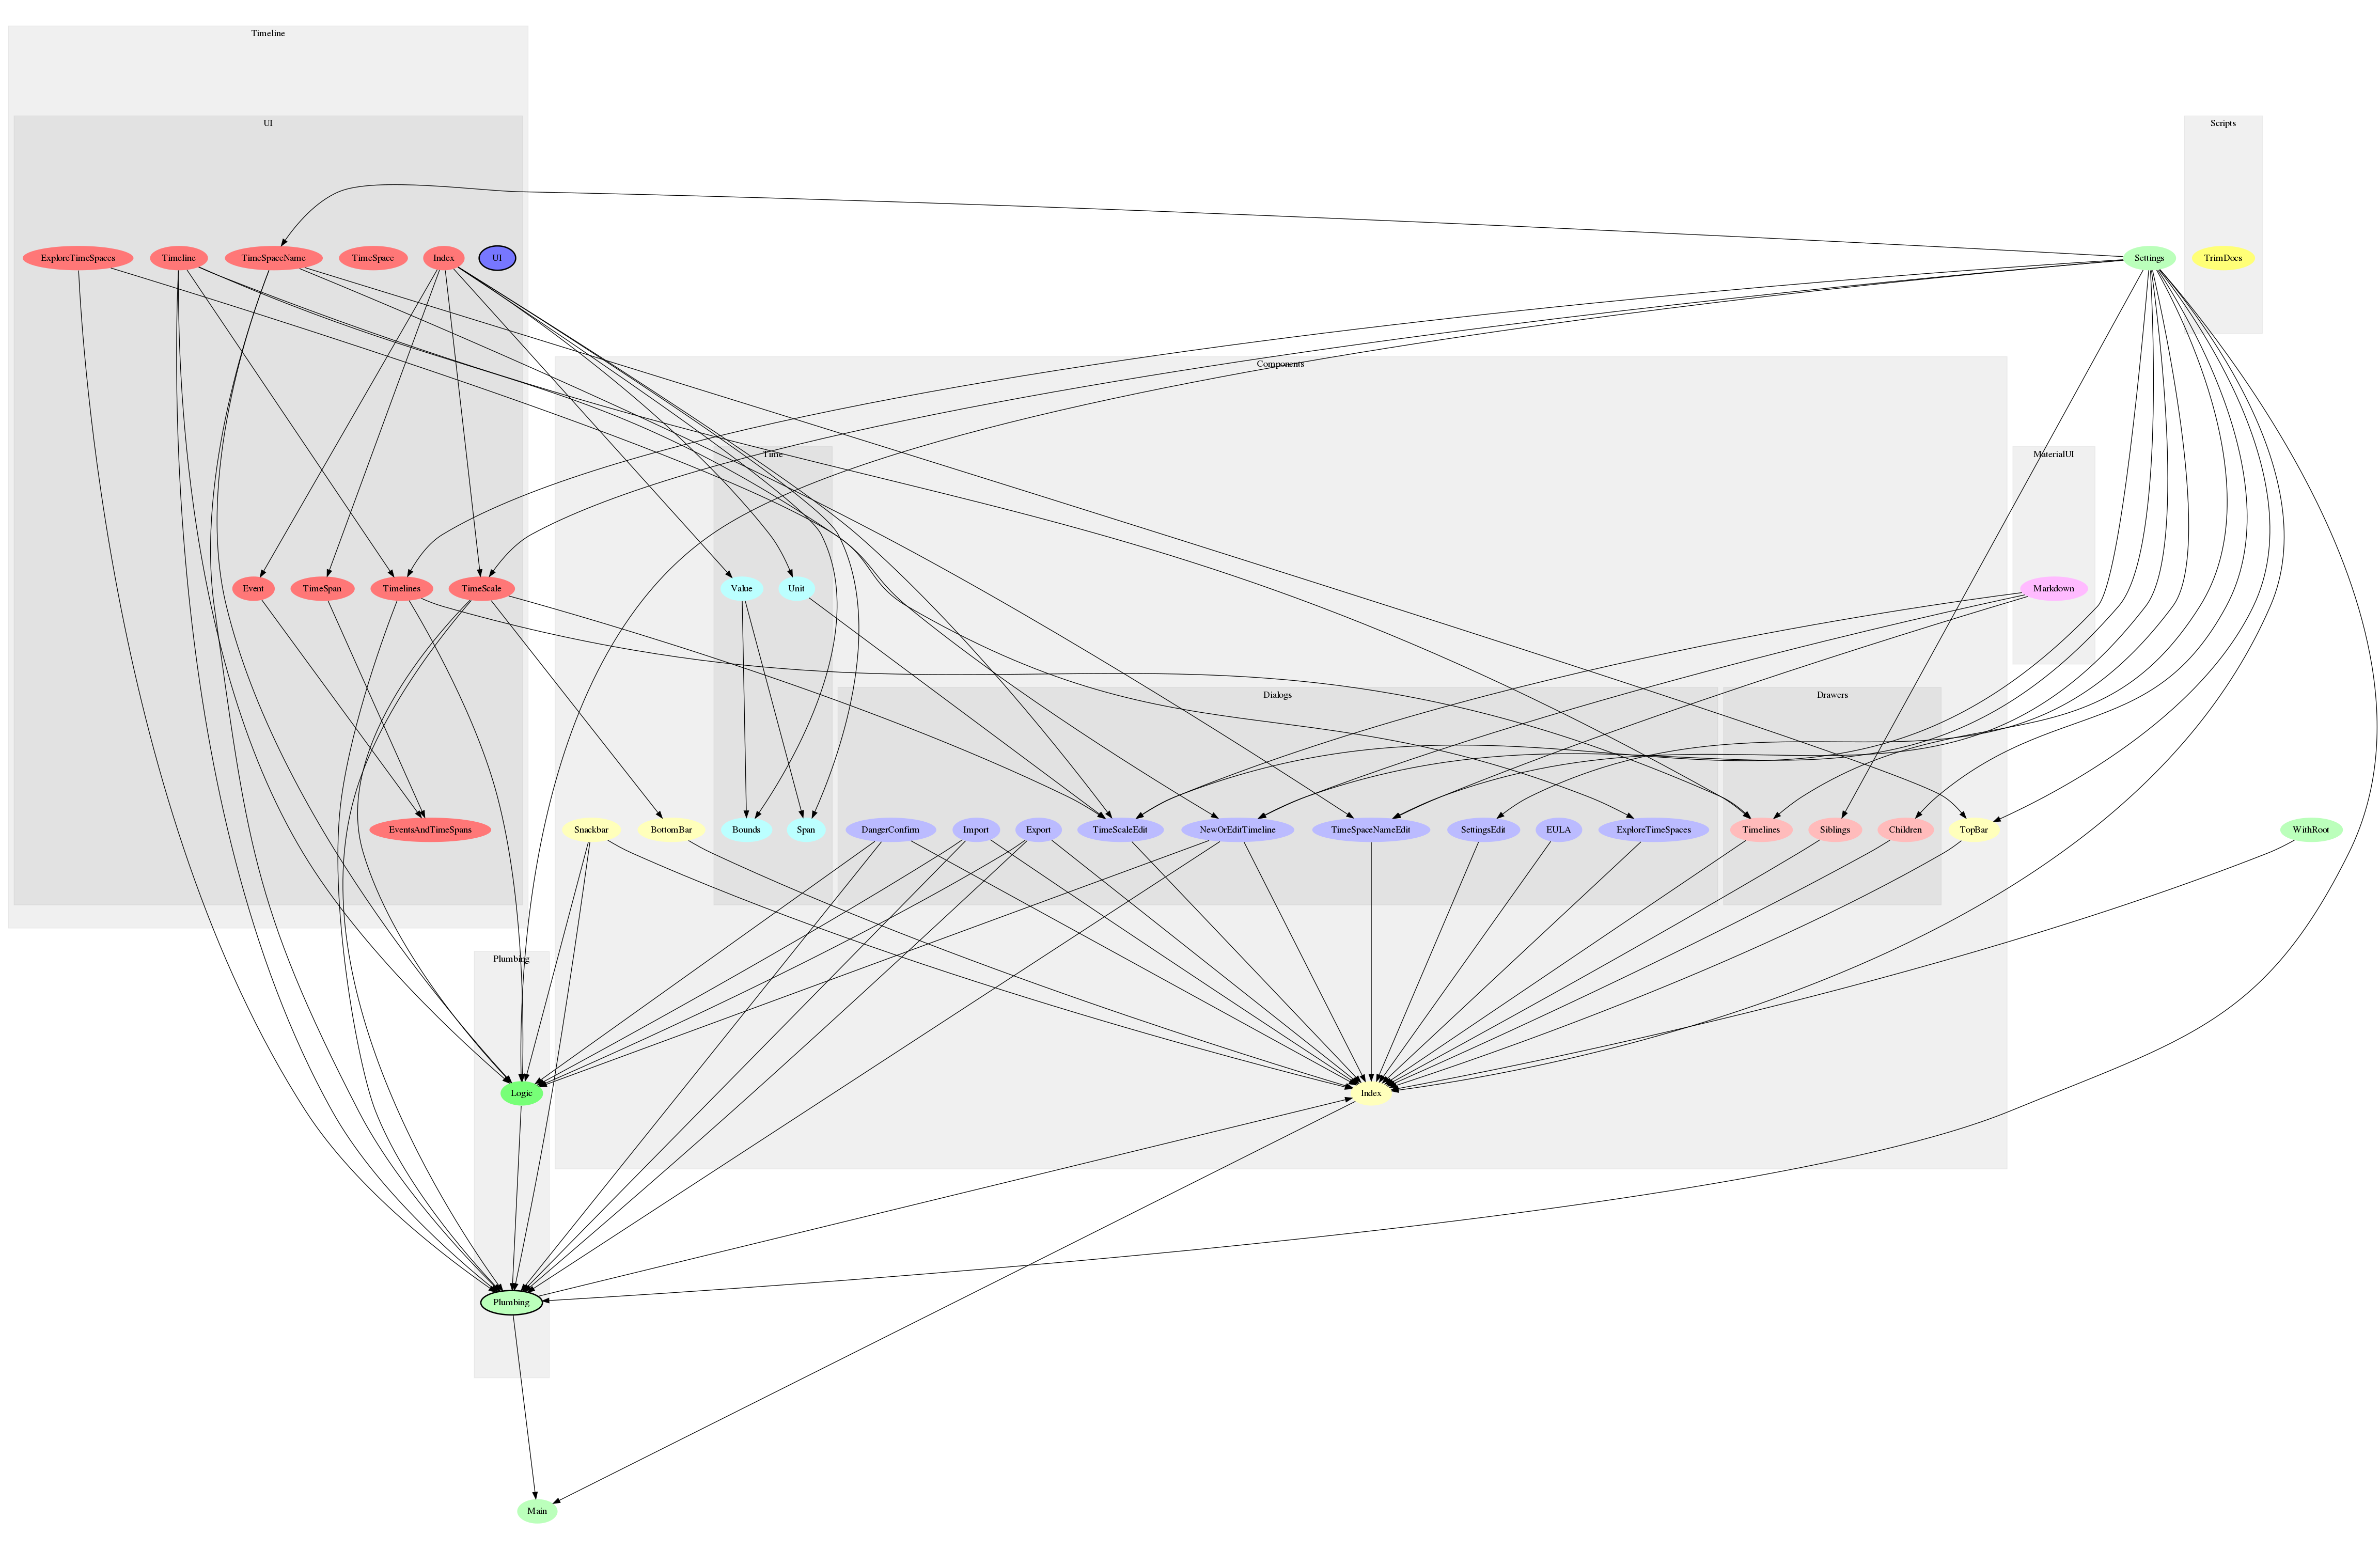 Timeline
UI
Scripts
ExploreTimeSpaces
Timeline
TimeSpaceName
TimeSpace
Index
UI
Settings
TrimDocs
Components
Time
MaterialUI
Event
TimeSpan
Timelines
TimeScale
Value
Unit
Markdown
Dialogs
Drawers
EventsAndTimeSpans
Snackbar
BottomBar
Bounds
Span
DangerConfirm
Import
Export
TimeScaleEdit
NewOrEditTimeline
TimeSpaceNameEdit
SettingsEdit
EULA
ExploreTimeSpaces
Timelines
Siblings
Children
TopBar
WithRoot
Plumbing
Logic
Index
Plumbing
Main